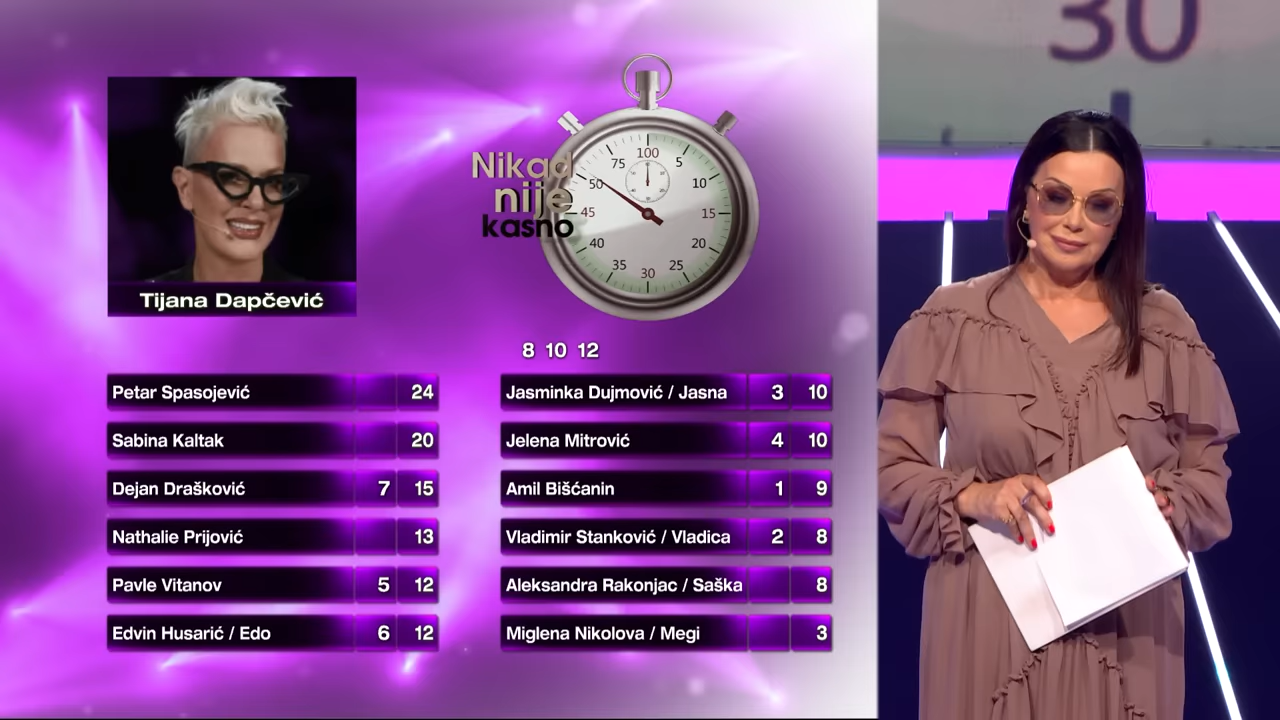 Tijana Dapčević
Nikad
nije
kasno
100
5
10
15
20
25
30
35
40
45
50
75
8 10 12
Petar Spasojević 24
Sabina Kaltak 20
Dejan Drašković 7 15
Nathalie Prijović 13
Pavle Vitanov 5 12
Edvin Husarić / Edo 6 12
Jasminka Dujmović / Jasna 3 10
Jelena Mitrović 4 10
Amil Bišćanin 1 9
Vladimir Stanković / Vladica 2 8
Aleksandra Rakonjac / Saška 8
Miglena Nikolova / Megi 3
30